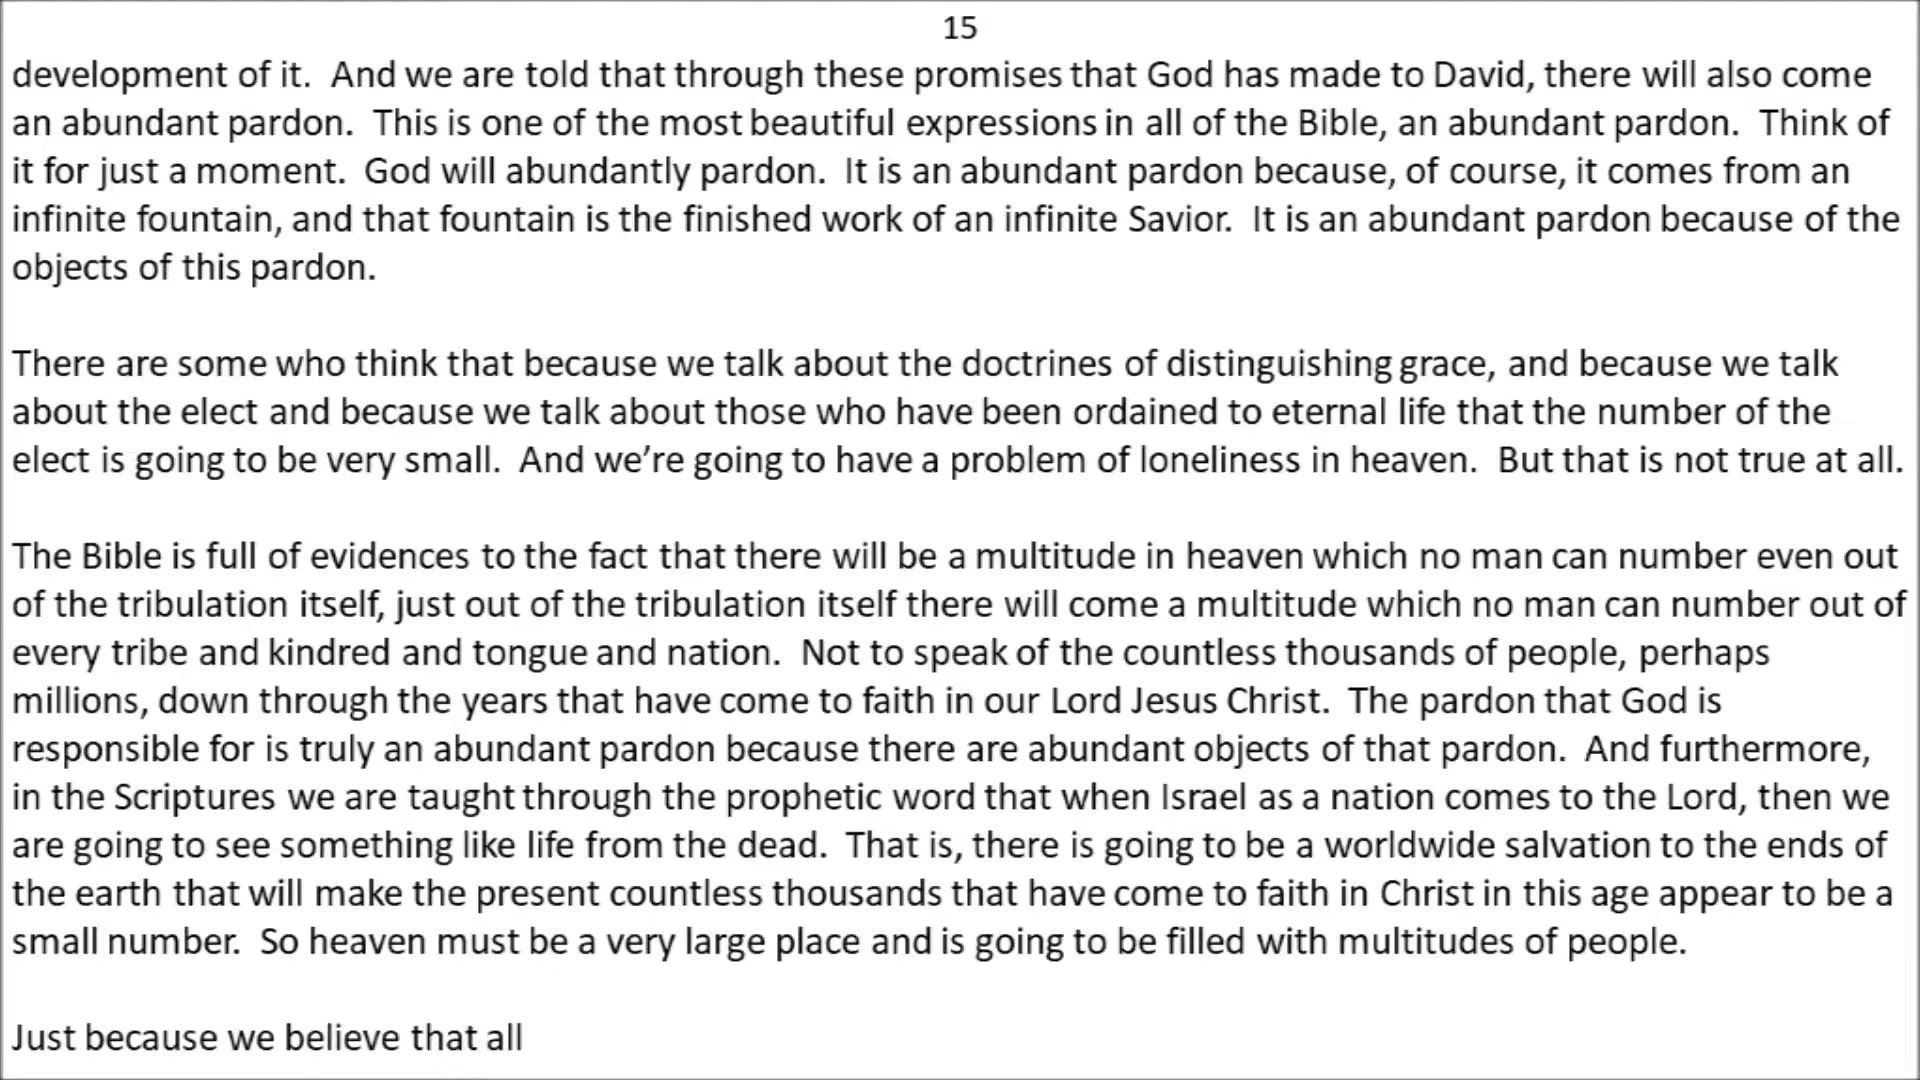 15
development of it.  And we are told that through these promises that God has made to David, there will also come
an abundant pardon.  This is one of the most beautiful expressions in all of the Bible, an abundant pardon.  Think of
it for just a moment.  God will abundantly pardon.  It is an abundant pardon because, of course, it comes from an
infinite fountain, and that fountain is the finished work of an infinite Savior.  It is an abundant pardon because of the
objects of this pardon.
There are some who think that because we talk about the doctrines of distinguishing grace, and because we talk
about the elect and because we talk about those who have been ordained to eternal life that the number of the
elect is going to be very small.  And we’re going to have a problem of loneliness in heaven.  But that is not true at all.
The Bible is full of evidences to the fact that there will be a multitude in heaven which no man can number even out
of the tribulation itself, just out of the tribulation itself there will come a multitude which no man can number out of
every tribe and kindred and tongue and nation.  Not to speak of the countless thousands of people, perhaps
millions, down through the years that have come to faith in our Lord Jesus Christ.  The pardon that God is
responsible for is truly an abundant pardon because there are abundant objects of that pardon.  And furthermore,
in the Scriptures we are taught through the prophetic word that when Israel as a nation comes to the Lord, then we
are going to see something like life from the dead.  That is, there is going to be a worldwide salvation to the ends of
the earth that will make the present countless thousands that have come to faith in Christ in this age appear to be a
small number.  So heaven must be a very large place and is going to be filled with multitudes of people.
Just because we believe that all